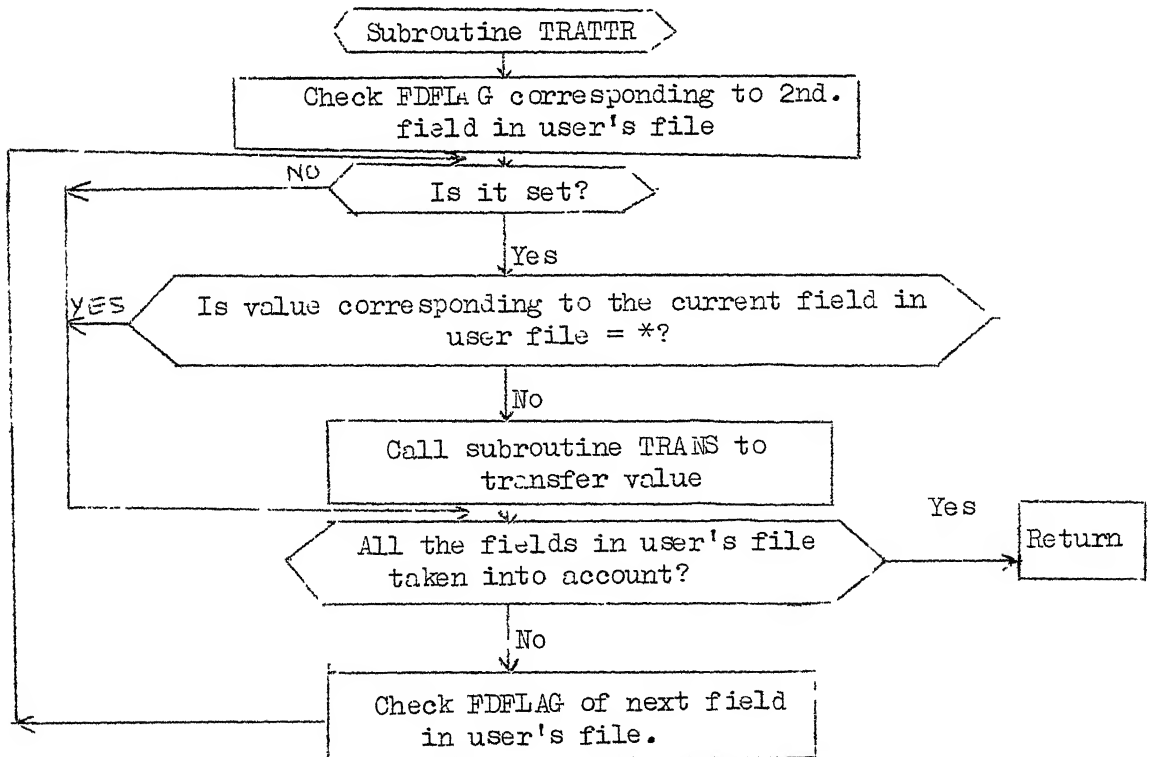 Subroutine TRATTR
Check FDFLAG corresponding to 2nd.
field in user's file
NO
Is it set?
Yes
YES
Is value corresponding to the current field in
user file = *?
No
Call subroutine TRANS to
transfer value
Yes
All the fields in user's file
taken into account?
Return
No
Check FDFLAG of next field
in user's file.